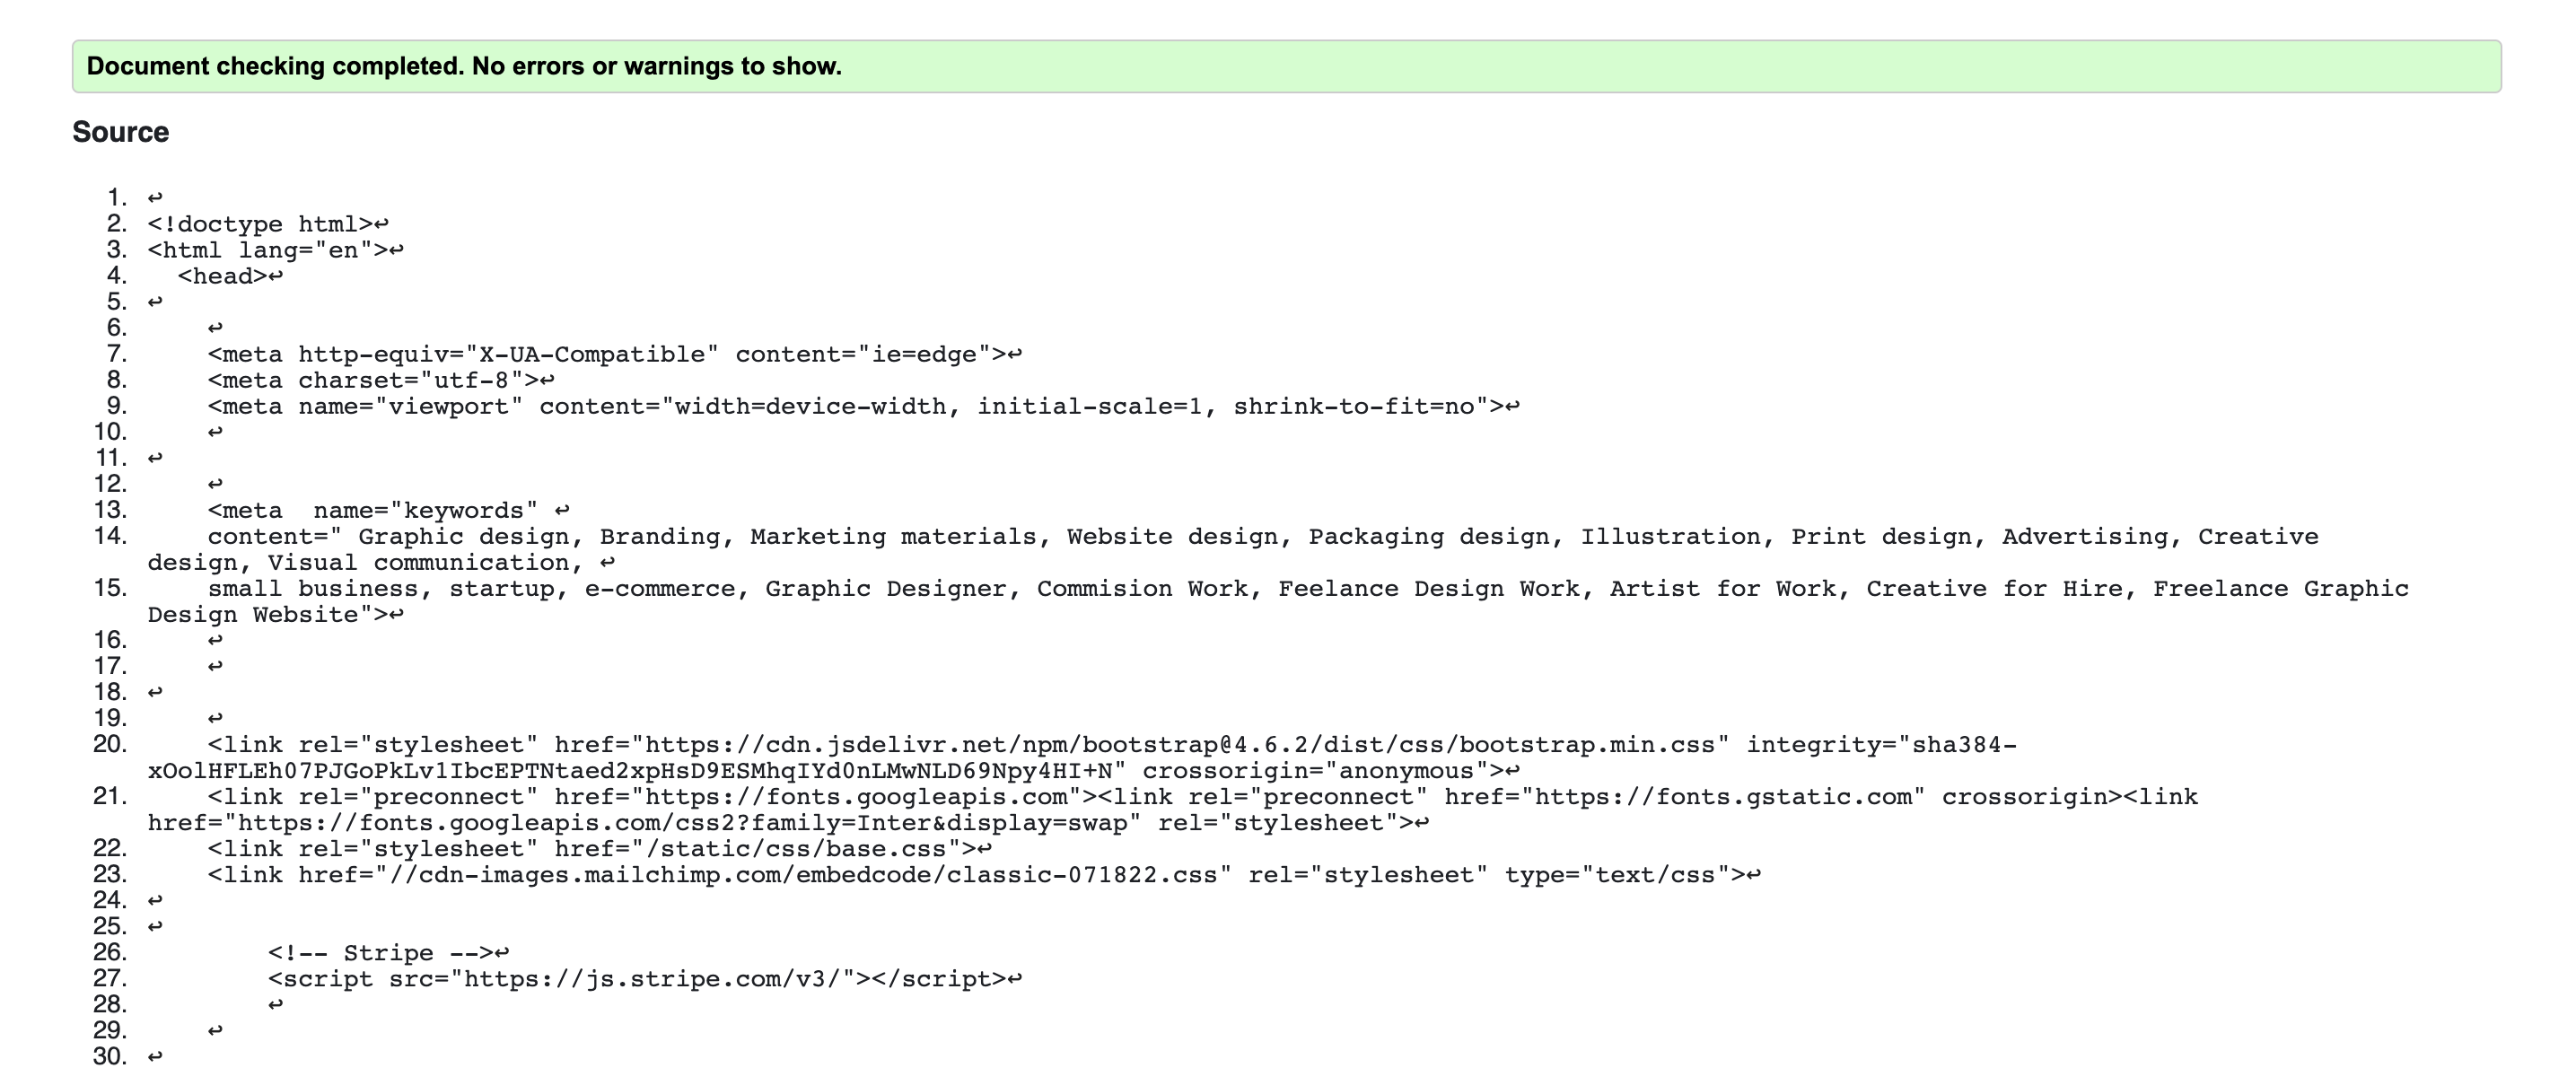 Document checking completed. No errors or warnings to show.
Source
1. ↩
2. <!doctype html>↩
3. <html lang="en">↩
4. <head>↩
5. ↩
6. ↩
7. <meta http-equiv="X-UA-Compatible" content="ie=edge">↩
8. <meta charset="utf-8">↩
9. <meta name="viewport" content="width=device-width, initial-scale=1, shrink-to-fit=no">↩
10. ↩
11. ↩
12. ↩
13. <meta  name="keywords" ↩
14. content=" Graphic design, Branding, Marketing materials, Website design, Packaging design, Illustration, Print design, Advertising, Creative
design, Visual communication, ↩
15. small business, startup, e-commerce, Graphic Designer, Commision Work, Feelance Design Work, Artist for Work, Creative for Hire, Freelance Graphic
Design Website">↩
16. ↩
17. ↩
18. ↩
19. ↩
20. <link rel="stylesheet" href="https://cdn.jsdelivr.net/npm/bootstrap@4.6.2/dist/css/bootstrap.min.css" integrity="sha384-
xOolHFLEh07PJGoPkLv1IbcEPTNtaed2xpHsD9ESMhqIYd0nLMwNLD69Npy4HI+N" crossorigin="anonymous">↩
21. <link rel="preconnect" href="https://fonts.googleapis.com"><link rel="preconnect" href="https://fonts.gstatic.com" crossorigin><link
href="https://fonts.googleapis.com/css2?family=Inter&display=swap" rel="stylesheet">↩
22. <link rel="stylesheet" href="/static/css/base.css">↩
23. <link href="//cdn-images.mailchimp.com/embedcode/classic-071822.css" rel="stylesheet" type="text/css">↩
24. ↩
25. ↩
26. <!-- Stripe -->↩
27. <script src="https://js.stripe.com/v3/"></script>↩
28. ↩
29. ↩
30. ↩